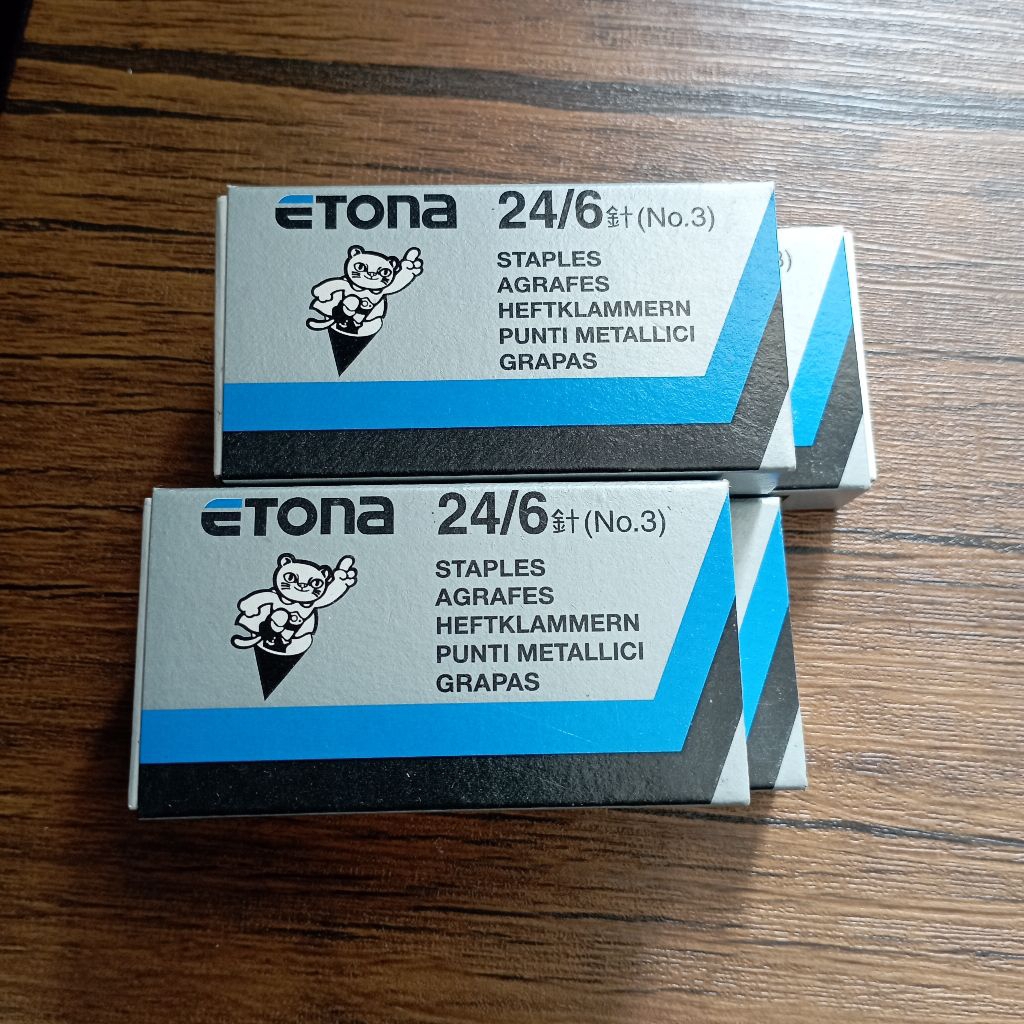 ETONA 24/6針(No.3)
STAPLES
AGRAFES
HEFTKLAMMERN
PUNTI METALLICI
GRAPAS
3)
ETONA 24/6針(No.3)
STAPLES
AGRAFES
HEFTKLAMMERN
PUNTI METALLICI
GRAPAS